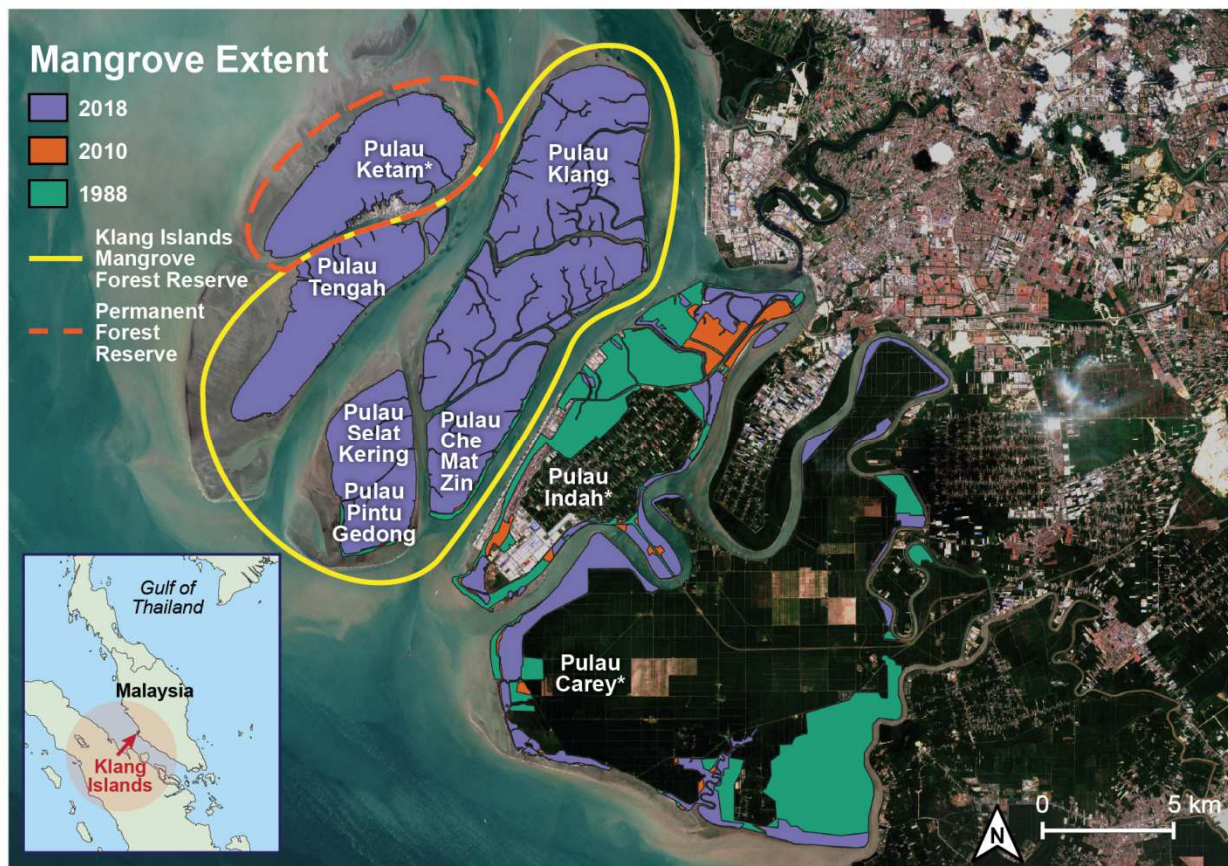 Mangrove Extent
2018
2010
1988
Klang Islands
Mangrove
Forest Reserve
Permanent
Forest
Reserve
Pulau
Ketam*
Pulau
Klang
Pulau
Tengah
Pulau
Selat
Kering
Pulau
Che
Mat
Zin
Pulau
Pintu
Gedong
Pulau
Indah*
Pulau
Carey*
Gulf of
Thailand
Malaysia
Klang
Islands
N
0 5 km